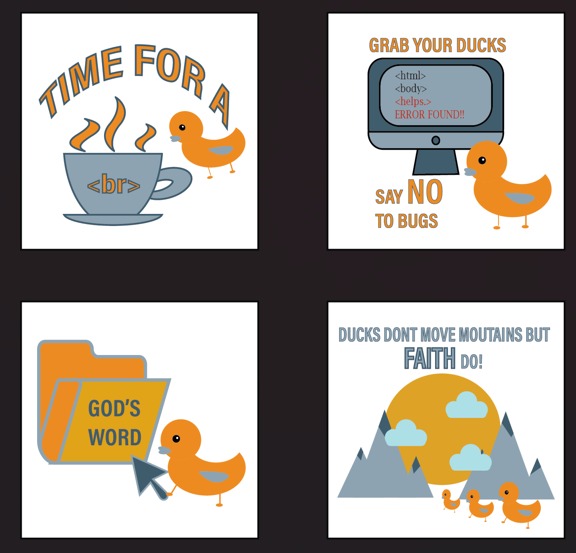 TIME FOR A
<br>
GRAB YOUR DUCKS
<html>
<body>
<helps.>
ERROR FOUND!!
SAY NO
TO BUGS
GOD'S
WORD
DUCKS DONT MOVE MOUTAINS BUT
FAITH DO!